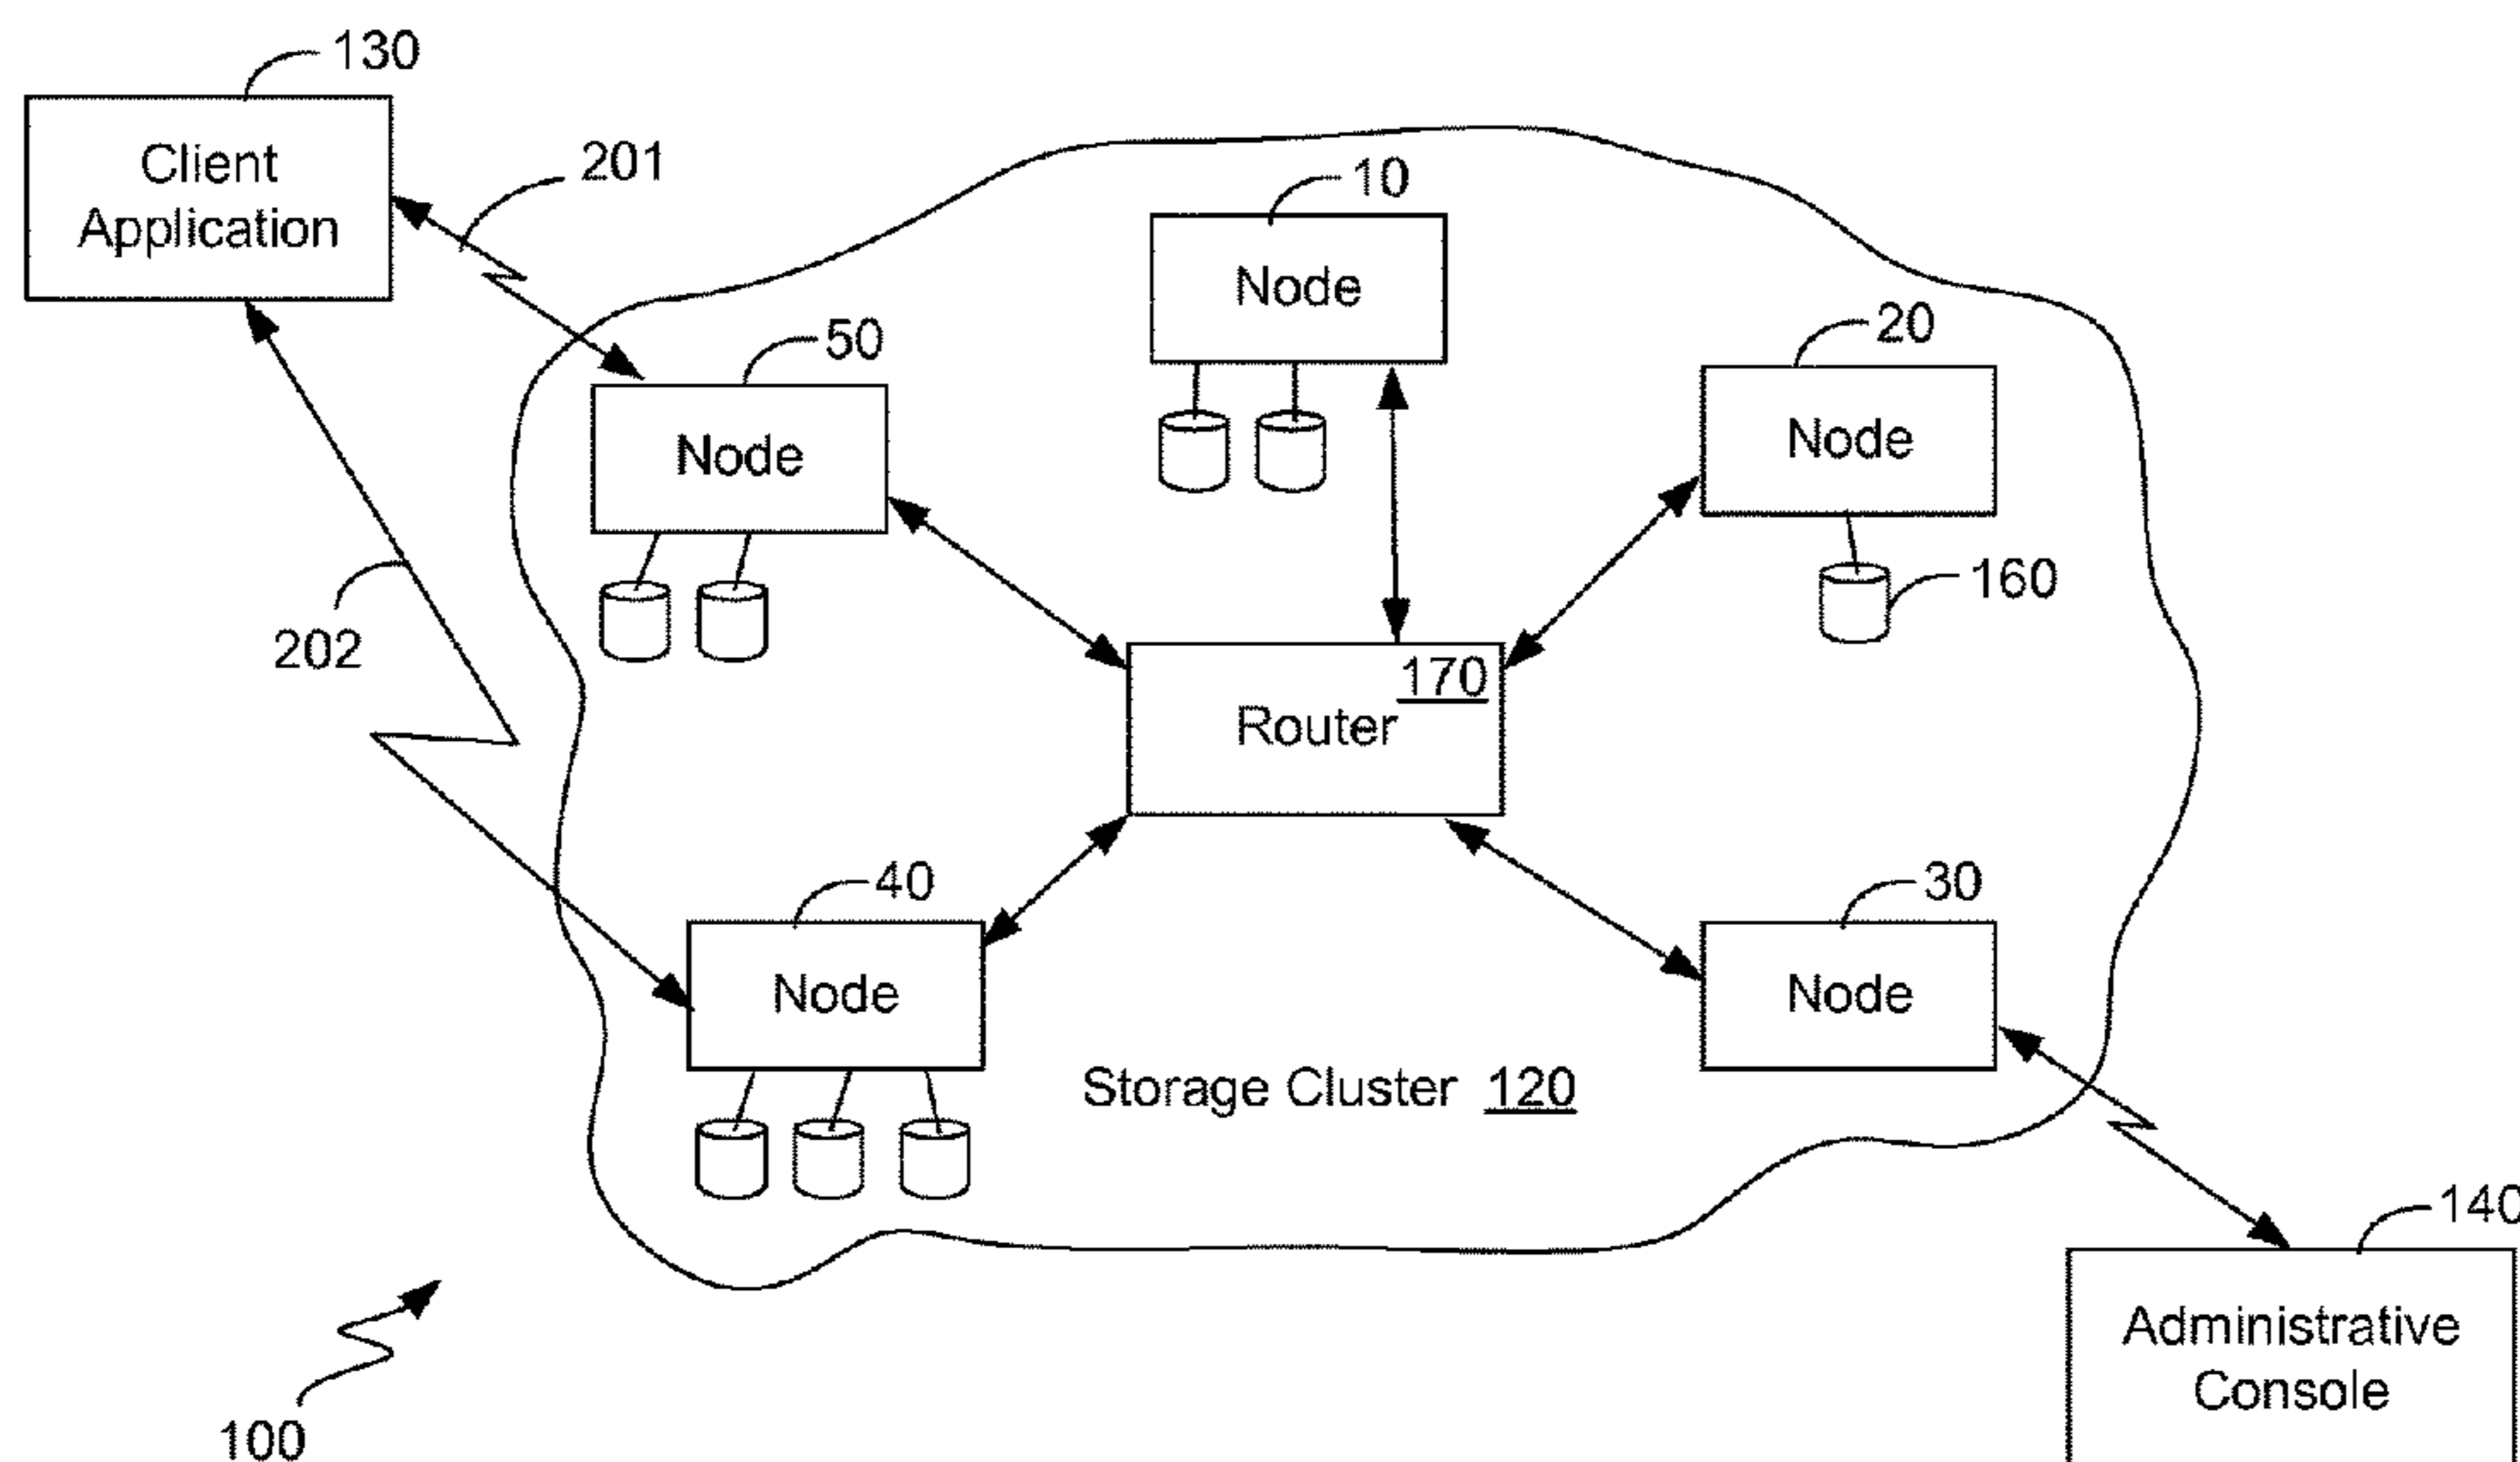 130
Client
Application
201
10
Node
50
Node
20
Node
160
202
170
Router
40
Node
30
Node
Storage Cluster 120
140
Administrative
Console
100